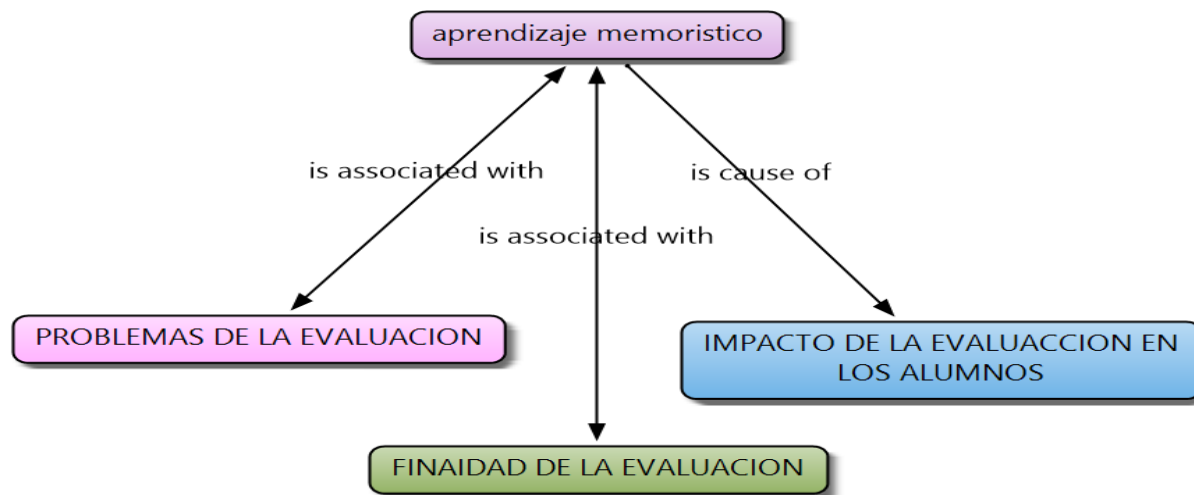 aprendizaje memoristico
is associated with
is cause of
is associated with
PROBLEMAS DE LA EVALUACION
IMPACTO DE LA EVALUACCION EN
LOS ALUMNOS
FINAIDAD DE LA EVALUACION